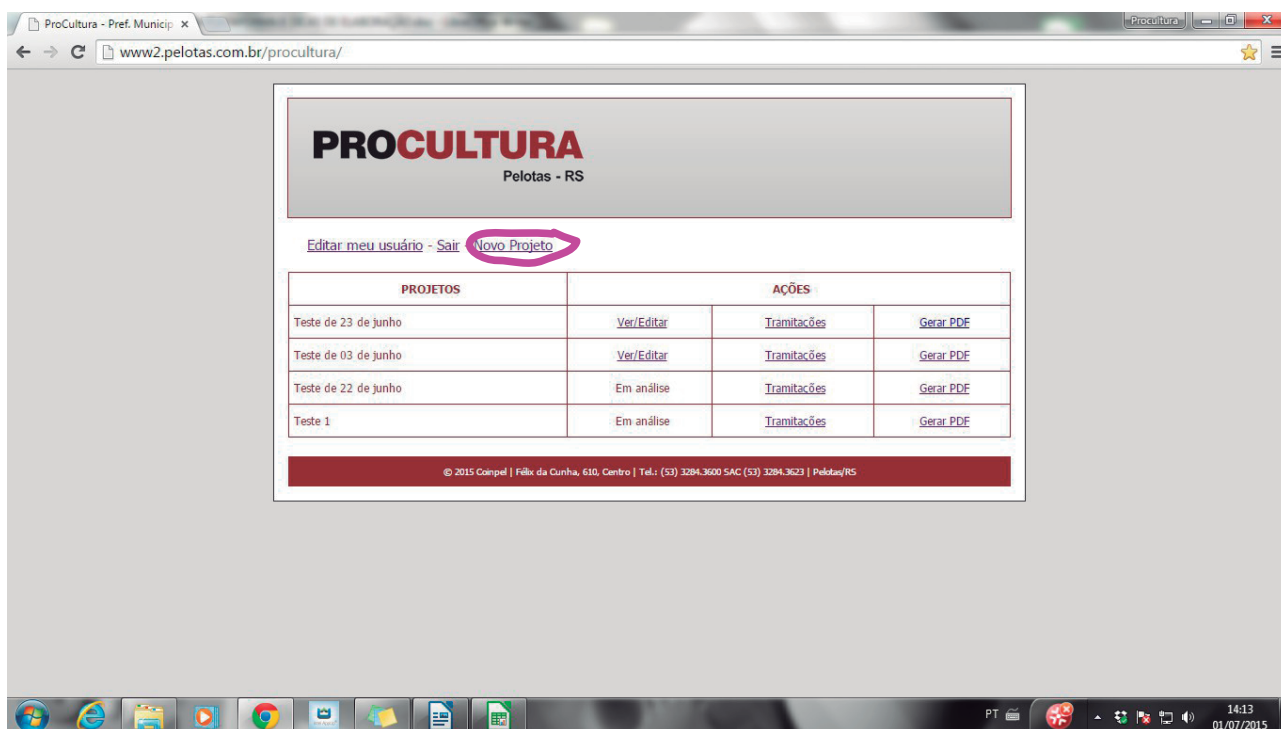 ProCultura - Pref. Municip
Procultura
www2.pelotas.com.br/procultura/
PROCULTURA
Pelotas - RS
Editar meu usuário - Sair - Novo Projeto
PROJETOS AÇÕES
Teste de 23 de junho Ver/Editar Tramitações Gerar PDF
Teste de 03 de junho Ver/Editar Tramitações Gerar PDF
Teste de 22 de junho Em análise Tramitações Gerar PDF
Teste 1 Em análise Tramitações Gerar PDF
© 2015 Coinpel | Félix da Cunha, 610, Centro | Tel.: (53) 3284.3600 SAC (53) 3284.3623 | Pelotas/RS
PT
14:13
01/07/2015